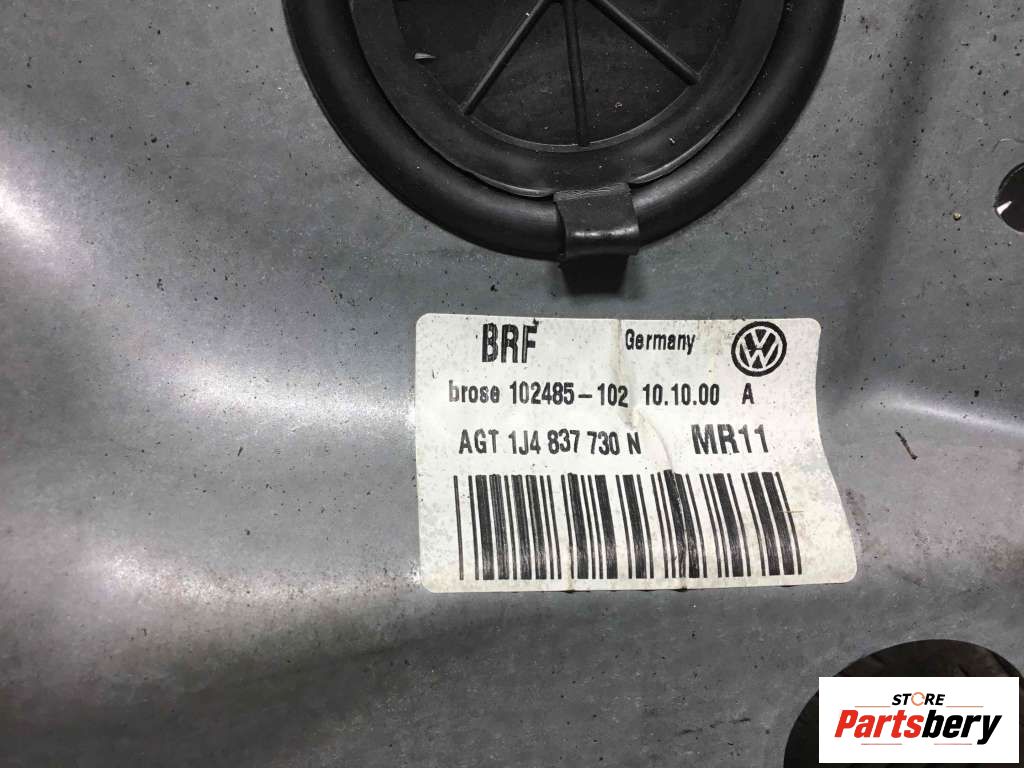 BRF Germany
brose 102485-102 10.10.00 A
AGT 1J4 837 730 N MR11
STORE
Partsbery